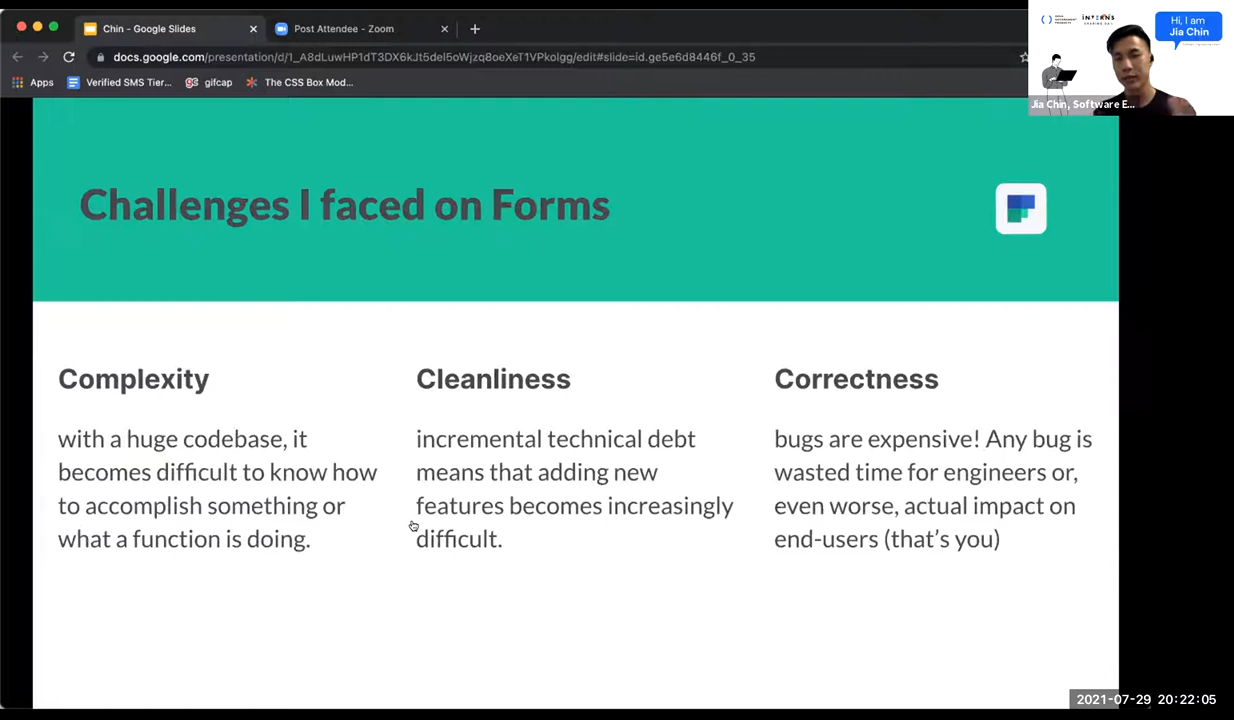 Chin - Google Slides
Post Attendee - Zoom
docs.google.com/presentation/d/1_A8dLuwHP1dT3DX6kJt5del5oWjzq8oeXeT1VPkolgg/edit#slide=id.ge5e6d8446f_0_35
Apps
Verified SMS Tier...
gifcap
The CSS Box Mod...
INTERNS
Hi, I am
Jia Chin
Jia Chin, Software E...
Challenges I faced on Forms
Complexity
with a huge codebase, it
becomes difficult to know how
to accomplish something or
what a function is doing.
Cleanliness
incremental technical debt
means that adding new
features becomes increasingly
difficult.
Correctness
bugs are expensive! Any bug is
wasted time for engineers or,
even worse, actual impact on
end-users (that's you)
2021-07-29 20:22:05